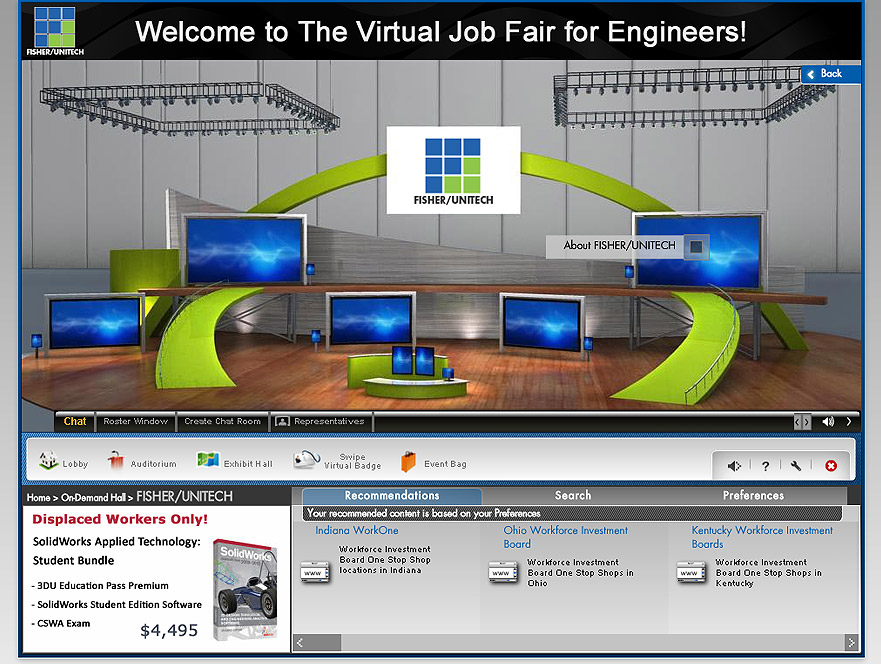 FISHER/UNITECH
Welcome to The Virtual Job Fair for Engineers!
Back
FISHER/UNITECH
About FISHER/UNITECH
Chat
Roster Window
Create Chat Room
Representatives
Lobby
Auditorium
Exhibit Hall
Swipe
Virtual Badge
Event Bag
?
Home > On-Demand Hall > FISHER/UNITECH
Displaced Workers Only!
SolidWorks Applied Technology:
Student Bundle
- 3DU Education Pass Premium
- SolidWorks Student Edition Software
- CSWA Exam
$4,495
SolidWorks
Recommendations
Search
Preferences
Your recommended content is based on your Preferences
Indiana WorkOne
www
Workforce Investment
Board One Stop Shop
locations in Indiana
Ohio Workforce Investment
Board
www
Workforce Investment
Board One Stop Shops in
Ohio
Kentucky Workforce Investment
Boards
www
Workforce Investment
Board One Stop Shops in
Kentucky